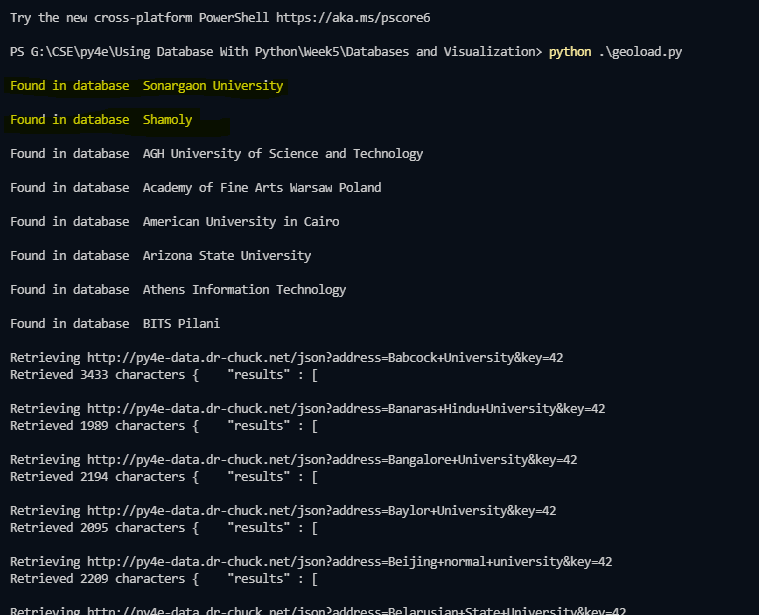 Try the new cross-platform PowerShell https://aka.ms/pscore6
PS G:\CSE\py4e\Using Database With Python\Week5\Databases and Visualization> python .\geoload.py
Found in database  Sonargaon University
Found in database  Shamoly
Found in database  AGH University of Science and Technology
Found in database  Academy of Fine Arts Warsaw Poland
Found in database  American University in Cairo
Found in database  Arizona State University
Found in database  Athens Information Technology
Found in database  BITS Pilani
Retrieving http://py4e-data.dr-chuck.net/json?address=Babcock+University&key=42
Retrieved 3433 characters {    "results" : [
Retrieving http://py4e-data.dr-chuck.net/json?address=Banaras+Hindu+University&key=42
Retrieved 1989 characters {    "results" : [
Retrieving http://py4e-data.dr-chuck.net/json?address=Bangalore+University&key=42
Retrieved 2194 characters {    "results" : [
Retrieving http://py4e-data.dr-chuck.net/json?address=Baylor+University&key=42
Retrieved 2095 characters {    "results" : [
Retrieving http://py4e-data.dr-chuck.net/json?address=Beijing+normal+university&key=42
Retrieved 2209 characters {    "results" : [
Retrieving http://py4e-data.dr-chuck.net/json?address=Belarusian+State+University&key=42